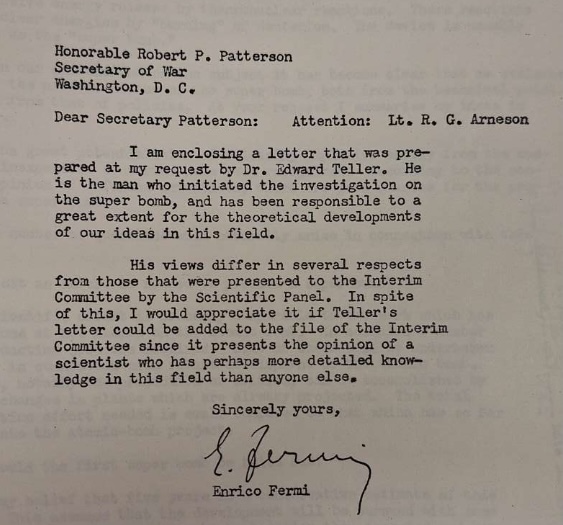 Honorable Robert P. Patterson
Secretary of War
Washington, D. C.
Dear Secretary Patterson: Attention: Lt. R. G. Arneson
I am enclosing a letter that was pre-
pared at my request by Dr. Edward Teller. He
is the man who initiated the investigation on
the super bomb, and has been responsible to a
great extent for the theoretical developments
of our ideas in this field.
His views differ in several respects
from those that were presented to the Interim
Committee by the Scientific Panel. In spite
of this, I would appreciate it if Teller's
letter could be added to the file of the Interim
Committee since it presents the opinion of a
scientist who has perhaps more detailed know-
ledge in this field than anyone else.
Sincerely yours,
E. Fermi
Enrico Fermi